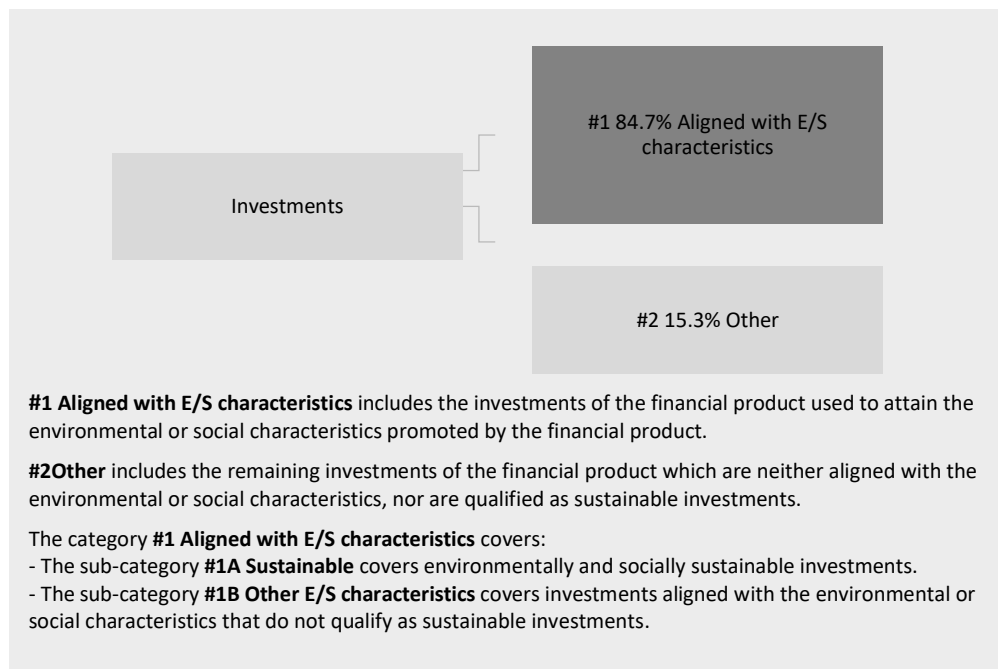 #1 84.7% Aligned with E/S
characteristics
Investments
#2 15.3% Other
#1 Aligned with E/S characteristics includes the investments of the financial product used to attain the
environmental or social characteristics promoted by the financial product.
#2Other includes the remaining investments of the financial product which are neither aligned with the
environmental or social characteristics, nor are qualified as sustainable investments.
The category #1 Aligned with E/S characteristics covers:
- The sub-category #1A Sustainable covers environmentally and socially sustainable investments.
- The sub-category #1B Other E/S characteristics covers investments aligned with the environmental or
social characteristics that do not qualify as sustainable investments.